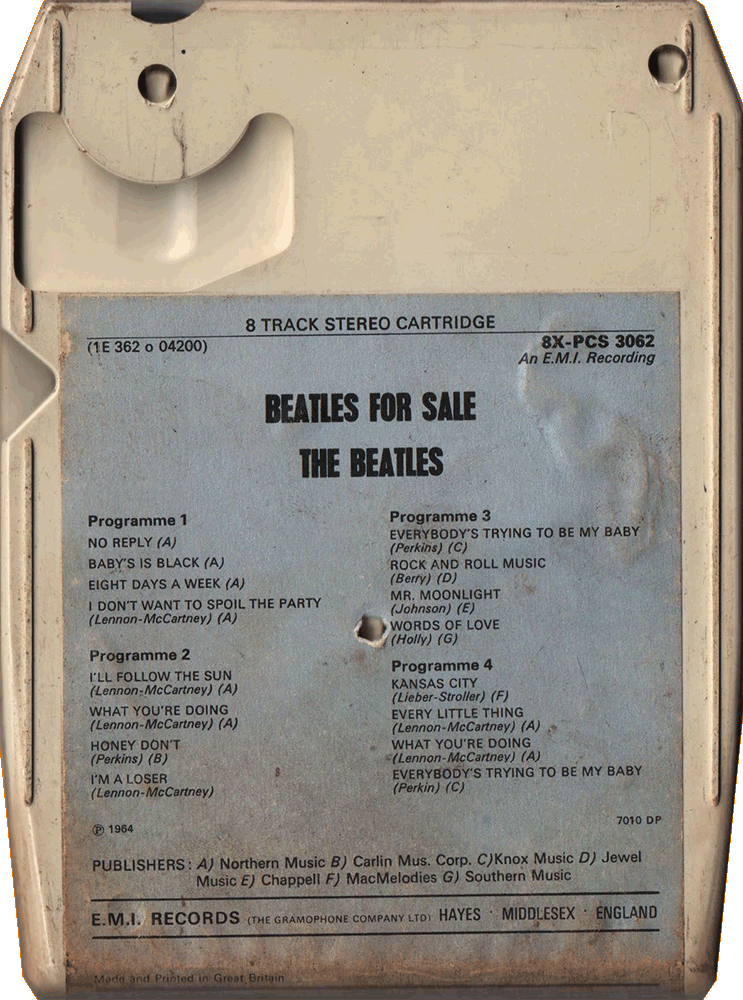 8 TRACK STEREO CARTRIDGE
(1E 362 o 04200)
8X-PCS 3062
An E.M.I. Recording
BEATLES FOR SALE
THE BEATLES
Programme 1
NO REPLY (A)
BABY'S IS BLACK (A)
EIGHT DAYS A WEEK (A)
I DON'T WANT TO SPOIL THE PARTY
(Lennon-McCartney) (A)
Programme 2
I'LL FOLLOW THE SUN
(Lennon-McCartney) (A)
WHAT YOU'RE DOING
(Lennon-McCartney) (A)
HONEY DON'T
(Perkins) (B)
I'M A LOSER
(Lennon-McCartney)
Programme 3
EVERYBODY'S TRYING TO BE MY BABY
(Perkins) (C)
ROCK AND ROLL MUSIC
(Berry) (D)
MR. MOONLIGHT
(Johnson) (E)
WORDS OF LOVE
(Holly) (G)
Programme 4
KANSAS CITY
(Lieber-Stroller) (F)
EVERY LITTLE THING
(Lennon-McCartney) (A)
WHAT YOU'RE DOING
(Lennon-McCartney) (A)
EVERYBODY'S TRYING TO BE MY BABY
(Perkin) (C)
℗ 1964
7010 DP
PUBLISHERS: A) Northern Music B) Carlin Mus. Corp. C)Knox Music D) Jewel
Music E) Chappell F) MacMelodies G) Southern Music
E.M.I. RECORDS (THE GRAMOPHONE COMPANY LTD) HAYES · MIDDLESEX · ENGLAND
Made and Printed in Great Britain